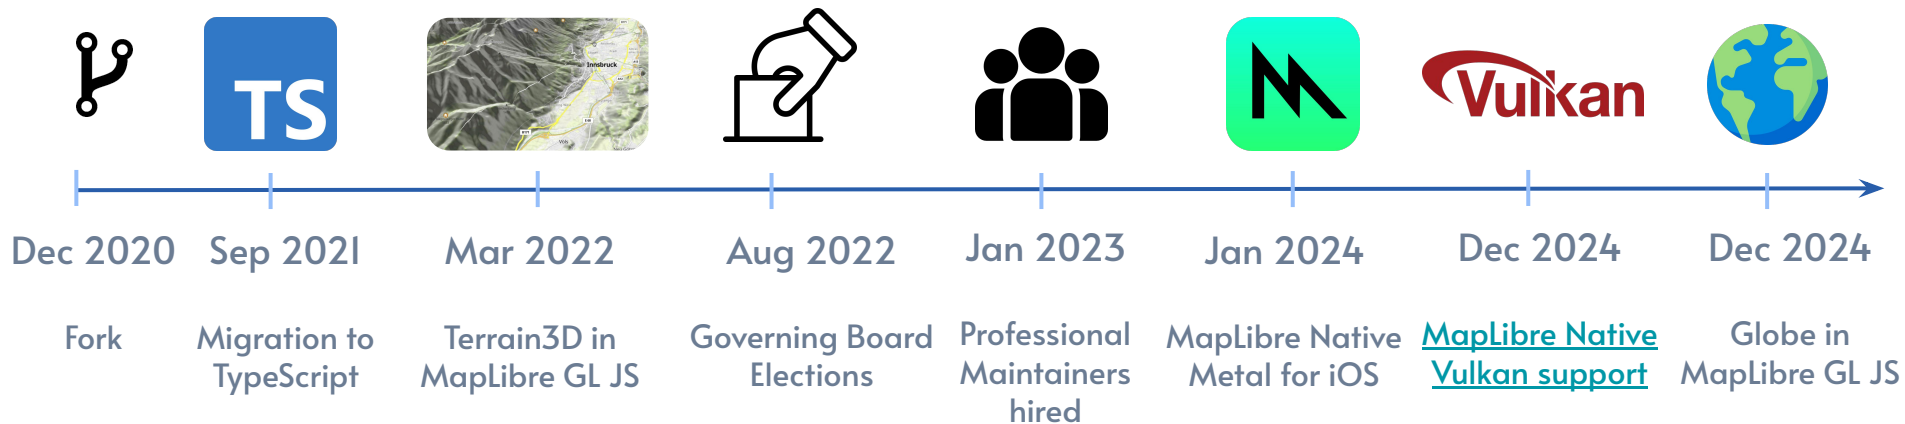 TS
Innsbruck
Völs
Vulkan
Dec 2020
Sep 2021
Mar 2022
Aug 2022
Jan 2023
Jan 2024
Dec 2024
Dec 2024
Fork
Migration to
TypeScript
Terrain3D in
MapLibre GL JS
Governing Board
Elections
Professional
Maintainers
hired
MapLibre Native
Metal for iOS
MapLibre Native
Vulkan support
Globe in
MapLibre GL JS